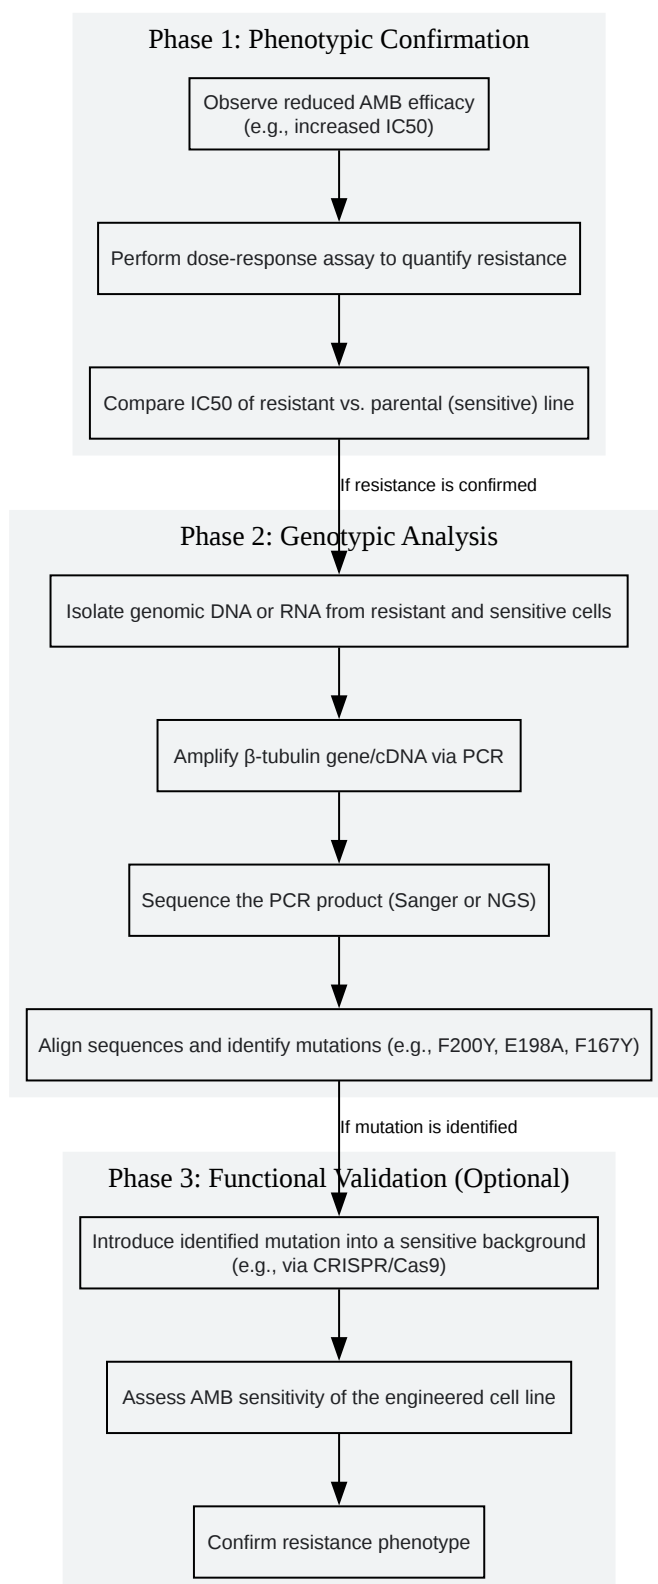 Phase 1: Phenotypic Confirmation
Observe reduced AMB efficacy
(e.g., increased IC50)
Perform dose-response assay to quantify resistance
Compare IC50 of resistant vs. parental (sensitive) line
If resistance is confirmed
Phase 2: Genotypic Analysis
Isolate genomic DNA or RNA from resistant and sensitive cells
Amplify β-tubulin gene/cDNA via PCR
Sequence the PCR product (Sanger or NGS)
Align sequences and identify mutations (e.g., F200Y, E198A, F167Y)
If mutation is identified
Phase 3: Functional Validation (Optional)
Introduce identified mutation into a sensitive background
(e.g., via CRISPR/Cas9)
Assess AMB sensitivity of the engineered cell line
Confirm resistance phenotype